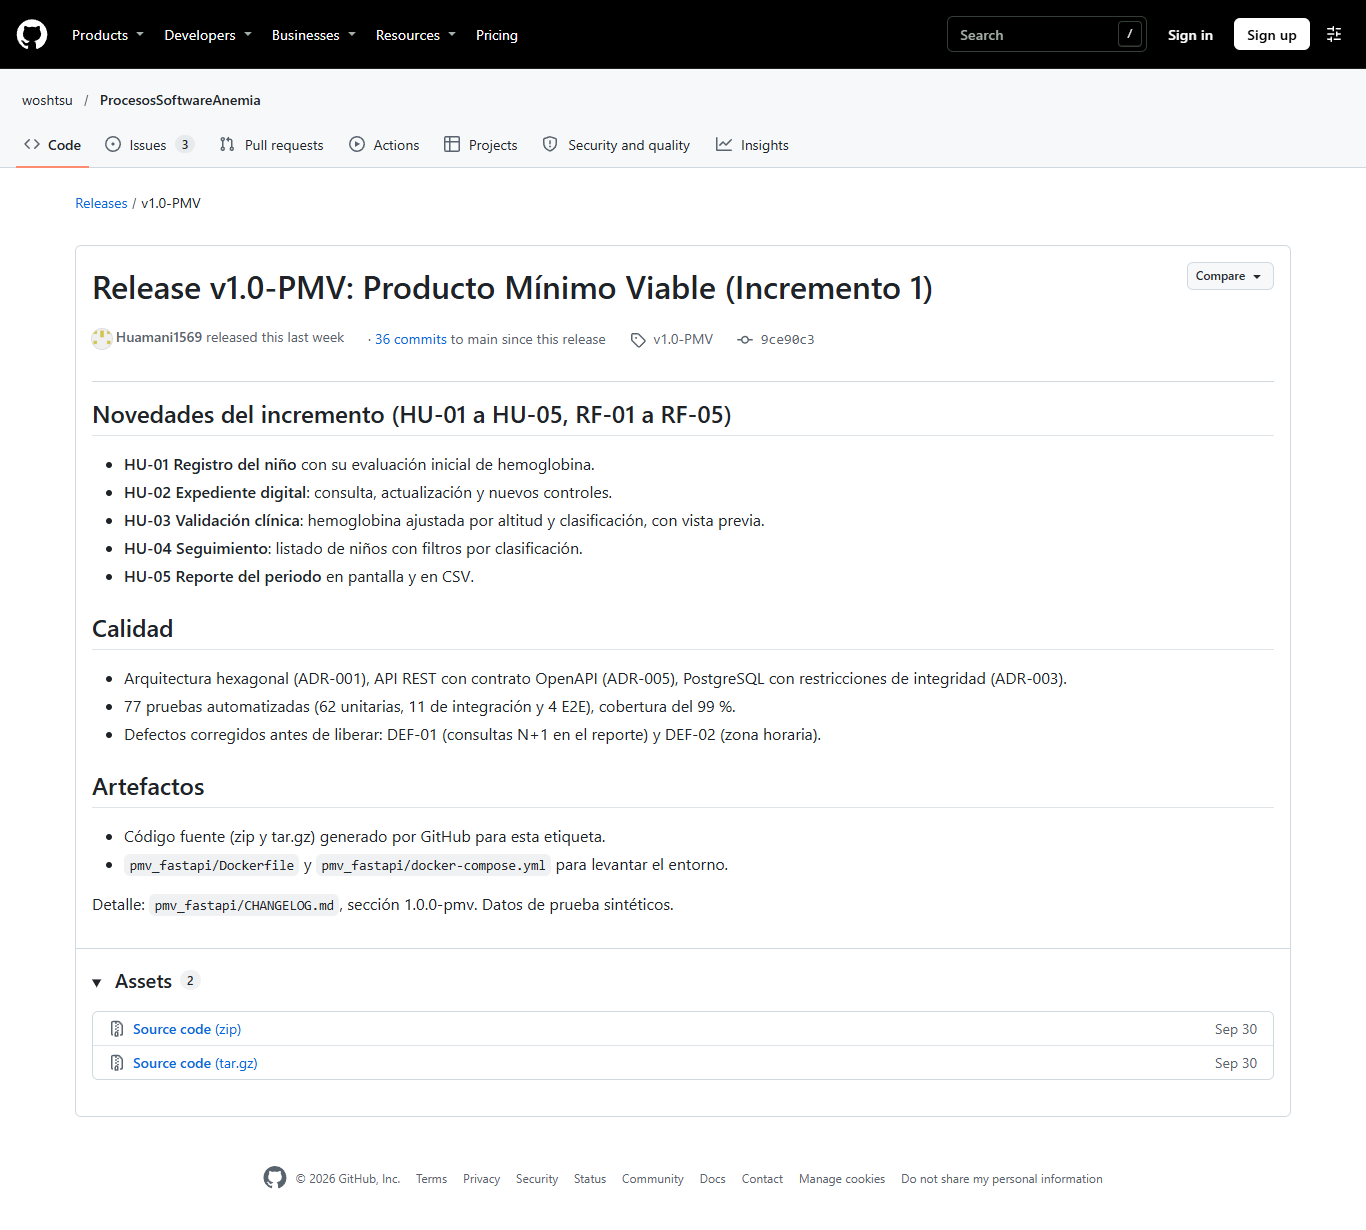 Products Developers Businesses Resources Pricing Search / Sign in Sign up
woshtsu / ProcesosSoftwareAnemia
Code Issues 3 Pull requests Actions Projects Security and quality Insights
Releases / v1.0-PMV
Release v1.0-PMV: Producto Mínimo Viable (Incremento 1)
Compare
Huamani1569 released this last week · 36 commits to main since this release v1.0-PMV 9ce90c3
Novedades del incremento (HU-01 a HU-05, RF-01 a RF-05)
• HU-01 Registro del niño con su evaluación inicial de hemoglobina.
• HU-02 Expediente digital: consulta, actualización y nuevos controles.
• HU-03 Validación clínica: hemoglobina ajustada por altitud y clasificación, con vista previa.
• HU-04 Seguimiento: listado de niños con filtros por clasificación.
• HU-05 Reporte del periodo en pantalla y en CSV.
Calidad
• Arquitectura hexagonal (ADR-001), API REST con contrato OpenAPI (ADR-005), PostgreSQL con restricciones de integridad (ADR-003).
• 77 pruebas automatizadas (62 unitarias, 11 de integración y 4 E2E), cobertura del 99 %.
• Defectos corregidos antes de liberar: DEF-01 (consultas N+1 en el reporte) y DEF-02 (zona horaria).
Artefactos
• Código fuente (zip y tar.gz) generado por GitHub para esta etiqueta.
• pmv_fastapi/Dockerfile y pmv_fastapi/docker-compose.yml para levantar el entorno.
Detalle: pmv_fastapi/CHANGELOG.md, sección 1.0.0-pmv. Datos de prueba sintéticos.
Assets 2
Source code (zip) Sep 30
Source code (tar.gz) Sep 30
© 2026 GitHub, Inc. Terms Privacy Security Status Community Docs Contact Manage cookies Do not share my personal information